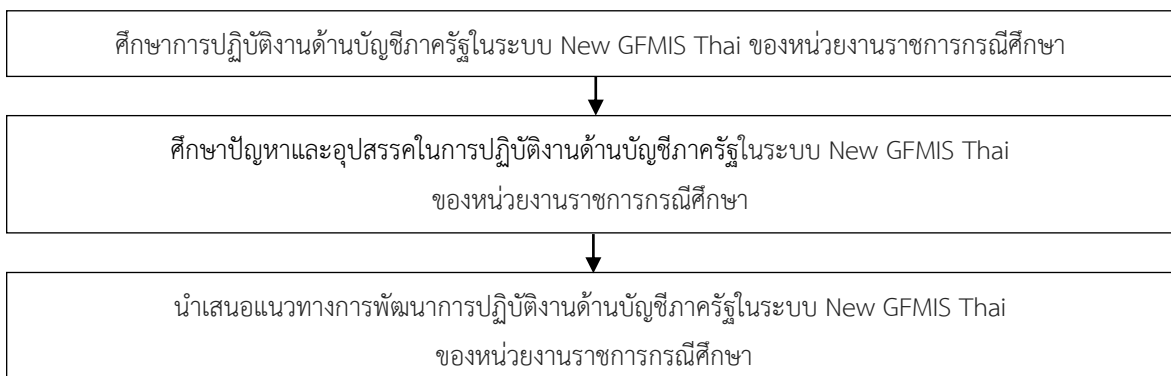 ศึกษาการปฏิบัติงานด้านบัญชีภาครัฐในระบบ New GFMIS Thai ของหน่วยงานราชการกรณีศึกษา
ศึกษาปัญหาและอุปสรรคในการปฏิบัติงานด้านบัญชีภาครัฐในระบบ New GFMIS Thai
ของหน่วยงานราชการกรณีศึกษา
นำเสนอแนวทางการพัฒนาการปฏิบัติงานด้านบัญชีภาครัฐในระบบ New GFMIS Thai
ของหน่วยงานราชการกรณีศึกษา